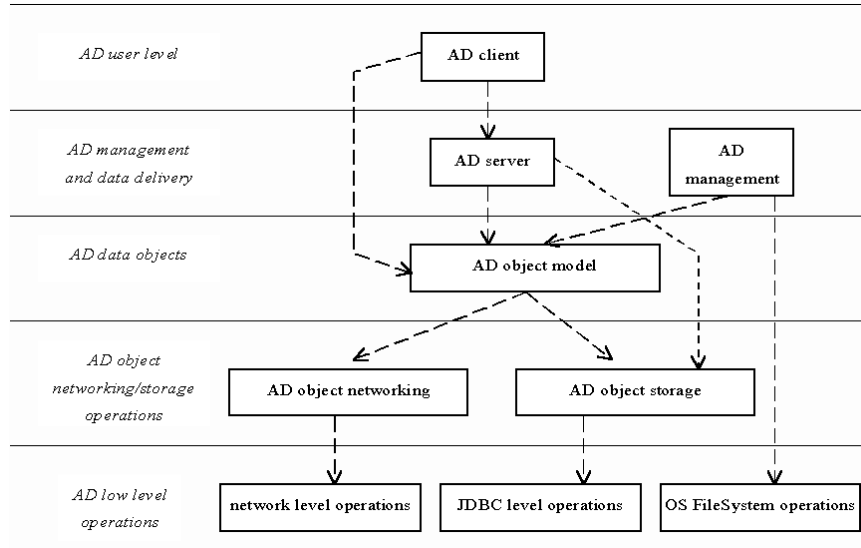 AD user level
AD client
AD management
and data delivery
AD server
AD
management
AD data objects
AD object model
AD object
networking/storage
operations
AD object networking
AD object storage
AD low level
operations
network level operations
JDBC level operations
OS FileSystem operations